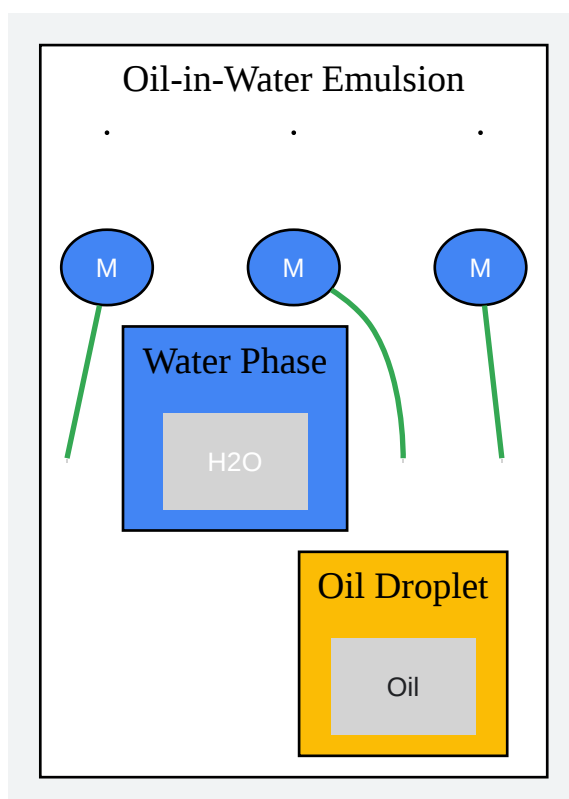 Oil-in-Water Emulsion
M
M
M
Water Phase
H2O
Oil Droplet
Oil